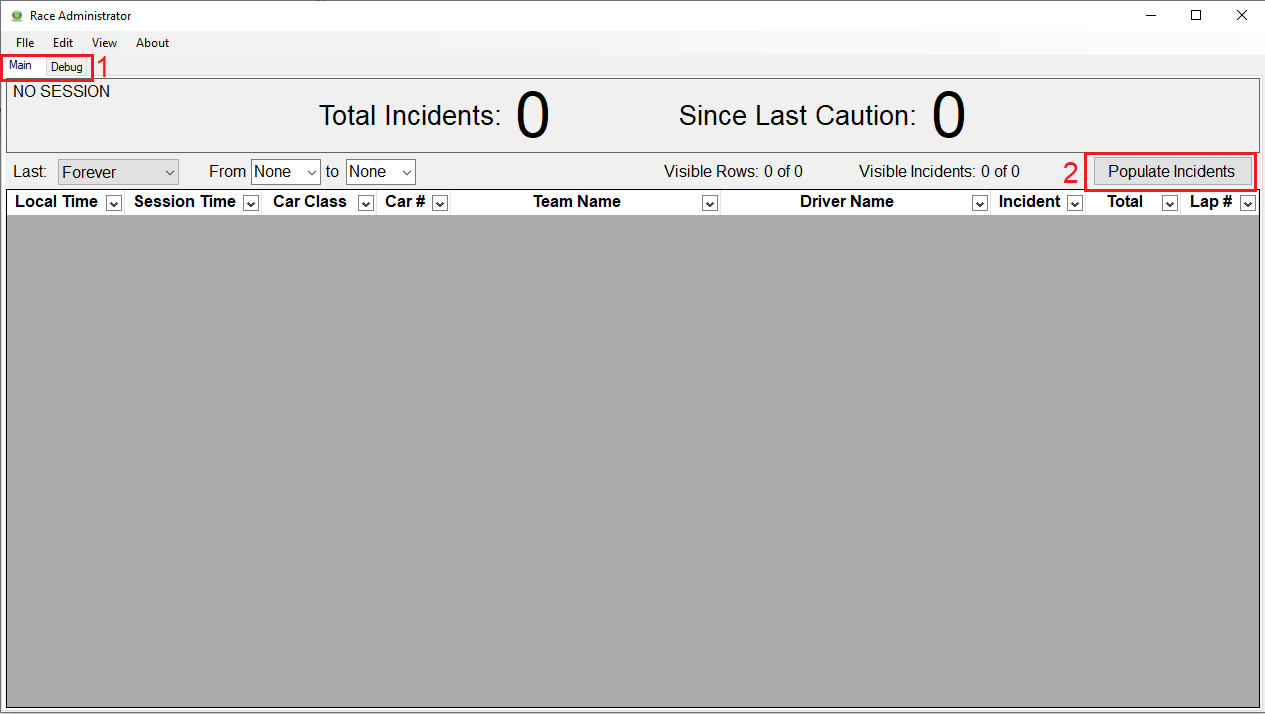 Race Administrator
FIle Edit View About
Main Debug 1
NO SESSION
Total Incidents: 0 Since Last Caution: 0
Last: Forever From None to None Visible Rows: 0 of 0 Visible Incidents: 0 of 0 2 Populate Incidents
Local Time Session Time Car Class Car # Team Name Driver Name Incident Total Lap #